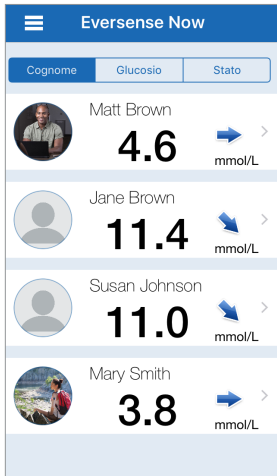 Eversense Now
Cognome Glucosio Stato
Matt Brown
4.6 mmol/L
Jane Brown
11.4 mmol/L
Susan Johnson
11.0 mmol/L
Mary Smith
3.8 mmol/L